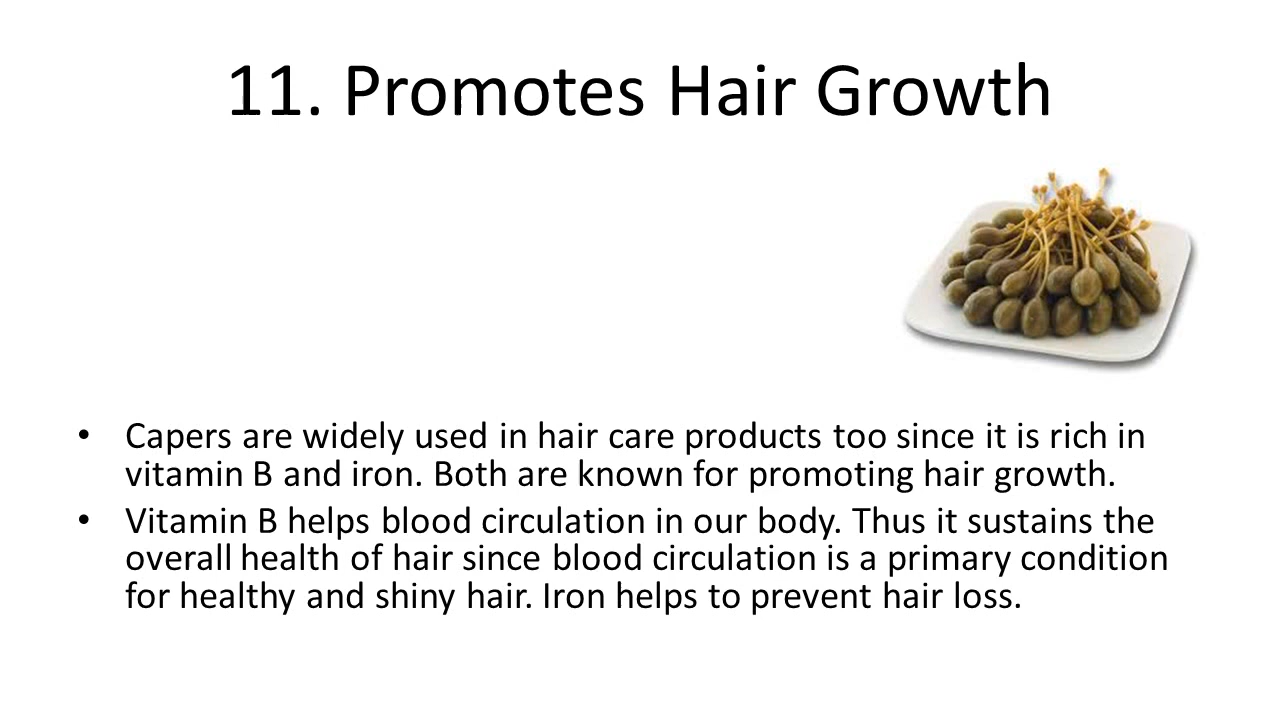 11. Promotes Hair Growth
• Capers are widely used in hair care products too since it is rich in
vitamin B and iron. Both are known for promoting hair growth.
• Vitamin B helps blood circulation in our body. Thus it sustains the
overall health of hair since blood circulation is a primary condition
for healthy and shiny hair. Iron helps to prevent hair loss.